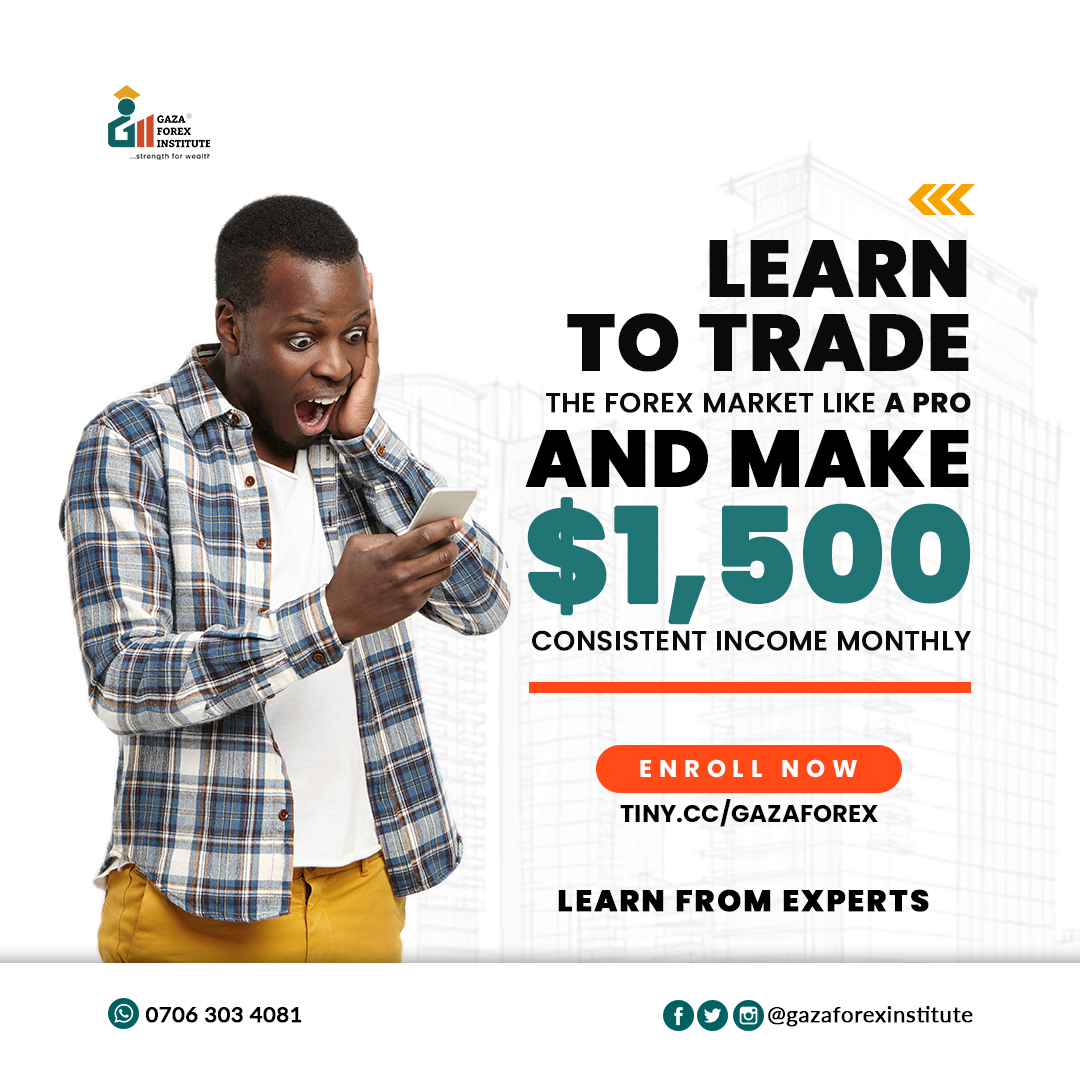 GAZA®
FOREX
INSTITUTE
...strength for wealth
LEARN
TO TRADE
THE FOREX MARKET LIKE A PRO
AND MAKE
$1,500
CONSISTENT INCOME MONTHLY
ENROLL NOW
TINY.CC/GAZAFOREX
LEARN FROM EXPERTS
0706 303 4081
@gazaforexinstitute